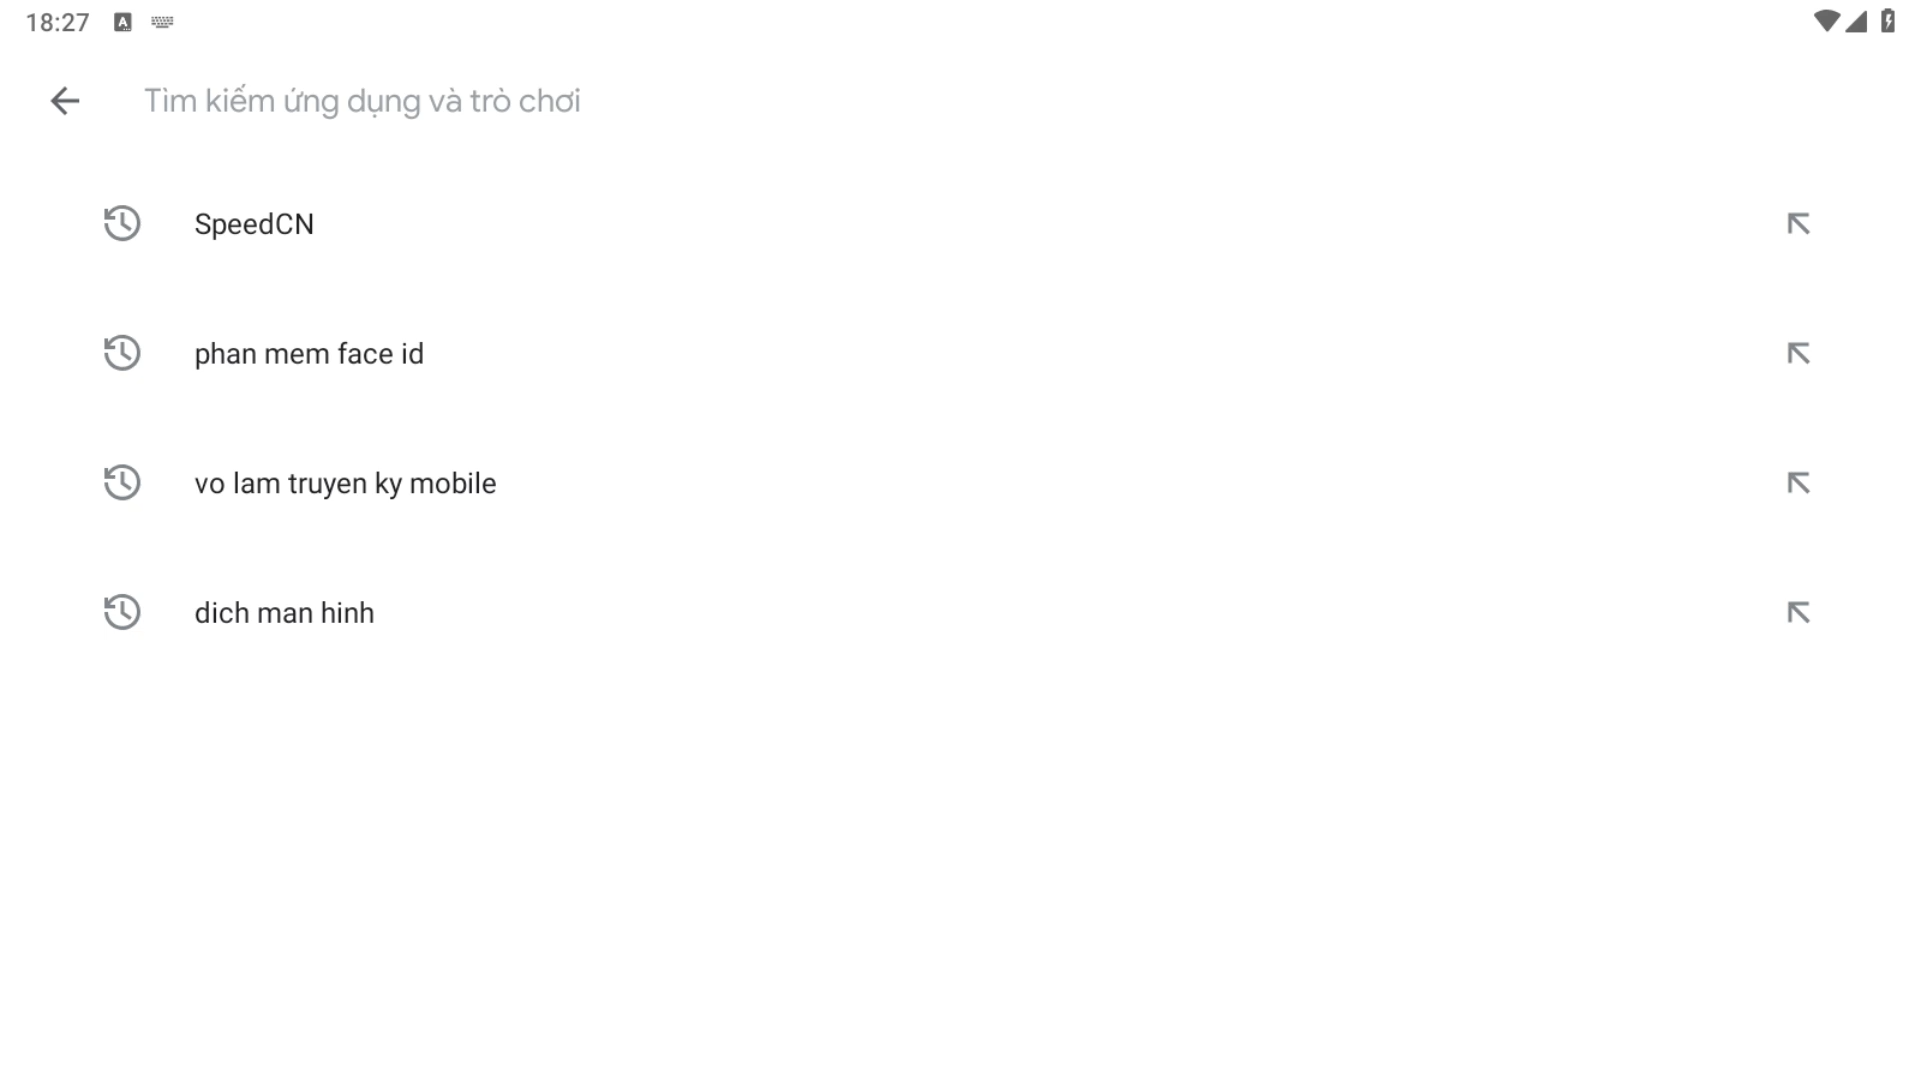 18:27
Tìm kiếm ứng dụng và trò chơi
SpeedCN
phan mem face id
vo lam truyen ky mobile
dich man hinh